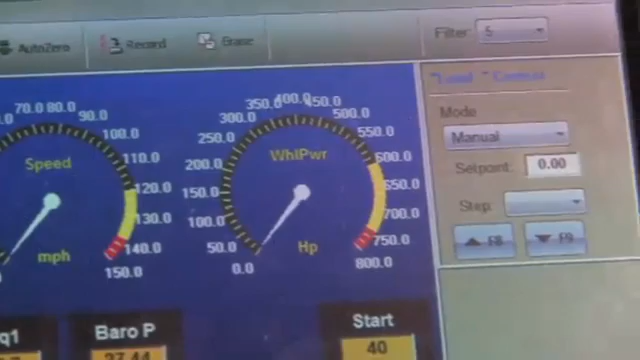 AutoZero Record Erase Filter: 5
Load Control
Mode
Manual
Setpoint: 0.00
Step:
F8 F9
70.0 80.0 90.0 100.0 110.0 120.0 130.0 140.0 150.0
Speed
mph
0.0 50.0 100.0 150.0 200.0 250.0 300.0 350.0 400.0 450.0 500.0 550.0 600.0 650.0 700.0 750.0 800.0
WhlPwr
Hp
q1 Baro P Start
27.44 40